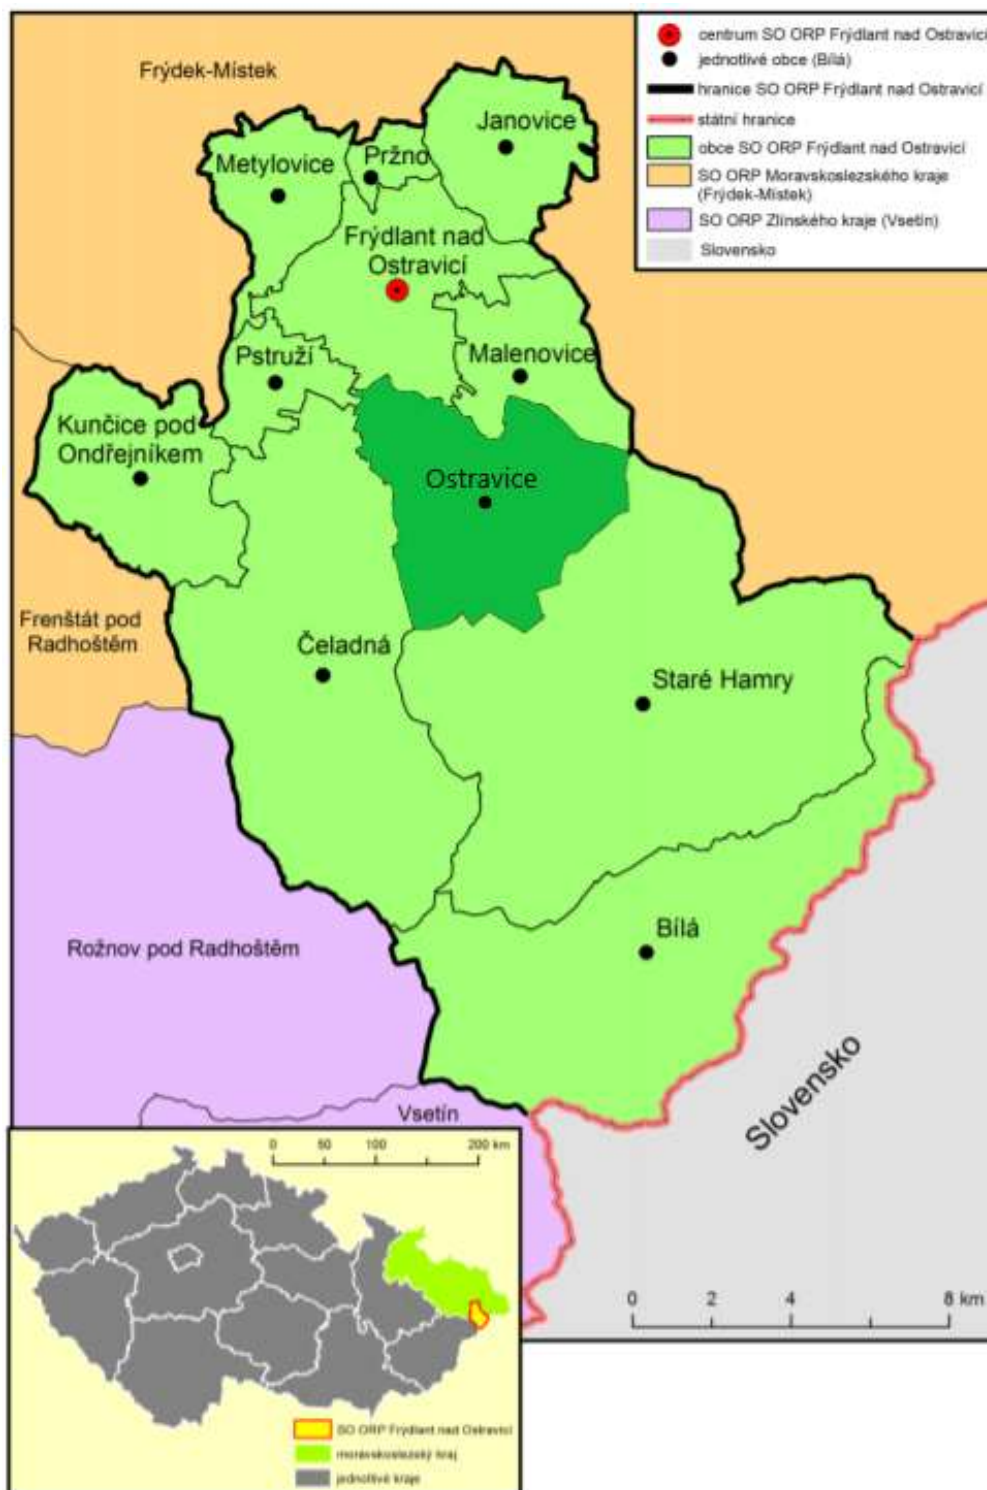 centrum SO ORP Frýdlant nad Ostravicí
jednotlivé obce (Bílá)
hranice SO ORP Frýdlant nad Ostravicí
státní hranice
obce SO ORP Frýdlant nad Ostravicí
SO ORP Moravskoslezského kraje
(Frýdek-Místek)
SO ORP Zlínského kraje (Vsetín)
Slovensko
Frýdek-Místek
Janovice
Pržno
Metylovice
Frýdlant nad
Ostravicí
Pstruží
Malenovice
Kunčice pod
Ondřejníkem
Ostravice
Frenštát pod
Radhoštěm
Čeladná
Staré Hamry
Bílá
Rožnov pod Radhoštěm
Slovensko
Vsetín
0 2 4 8 km
0 50 100 200 km
SO ORP Frýdlant nad Ostravicí
moravskoslezský kraj
jednotlivé kraje